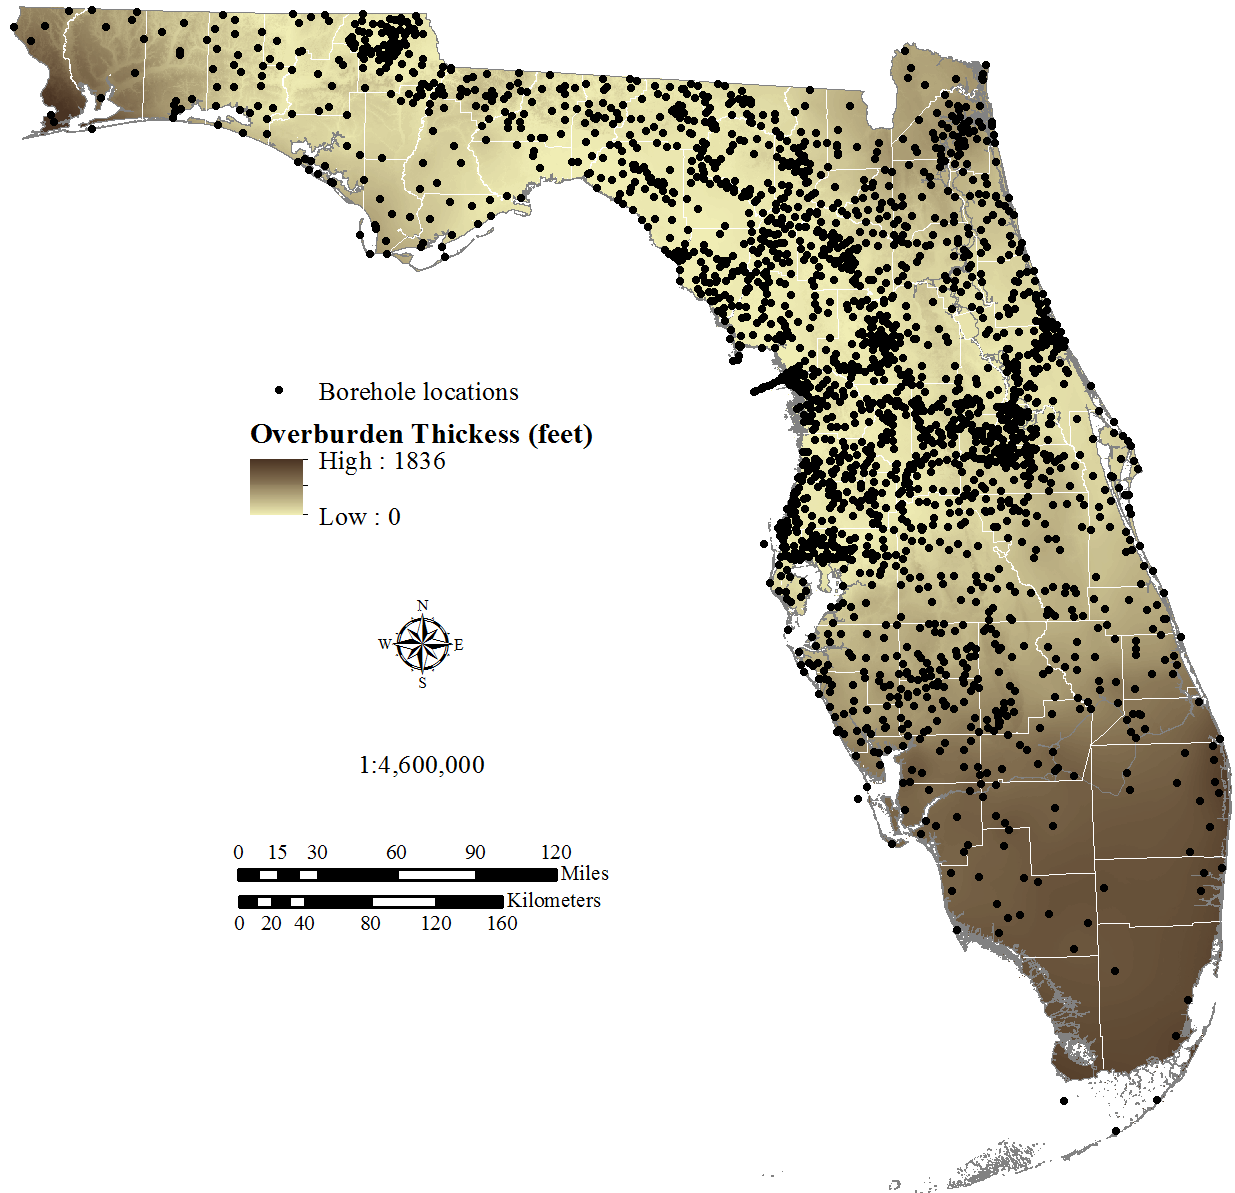 Borehole locations
Overburden Thickess (feet)
High : 1836
Low : 0
N
W E
S
1:4,600,000
0 15 30 60 90 120
Miles
Kilometers
0 20 40 80 120 160